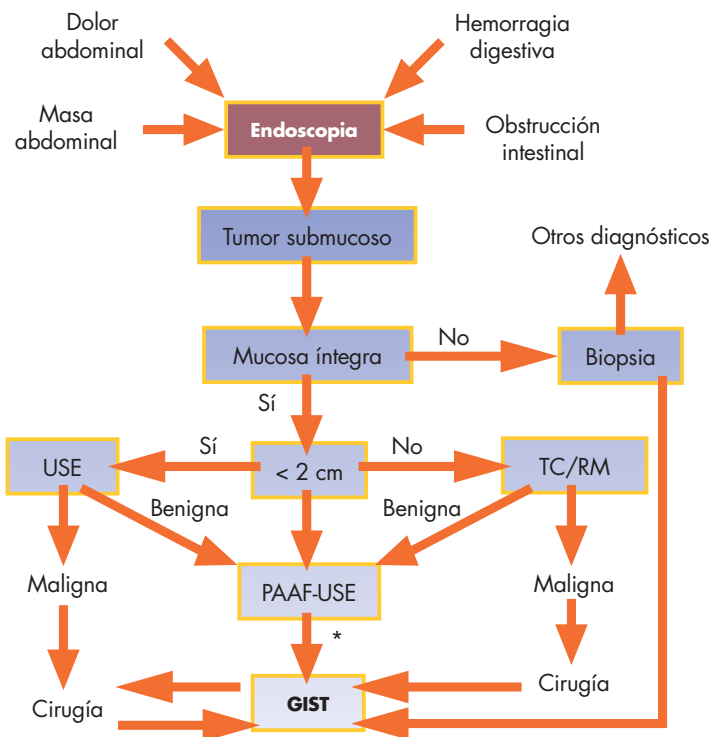 Dolor
abdominal
Hemorragia
digestiva
Masa
abdominal
Endoscopia
Obstrucción
intestinal
Tumor submucoso
Otros diagnósticos
Mucosa íntegra
No
Biopsia
Sí
USE
Sí
< 2 cm
No
TC/RM
Benigna
Benigna
Maligna
PAAF-USE
Maligna
*
Cirugía
GIST
Cirugía